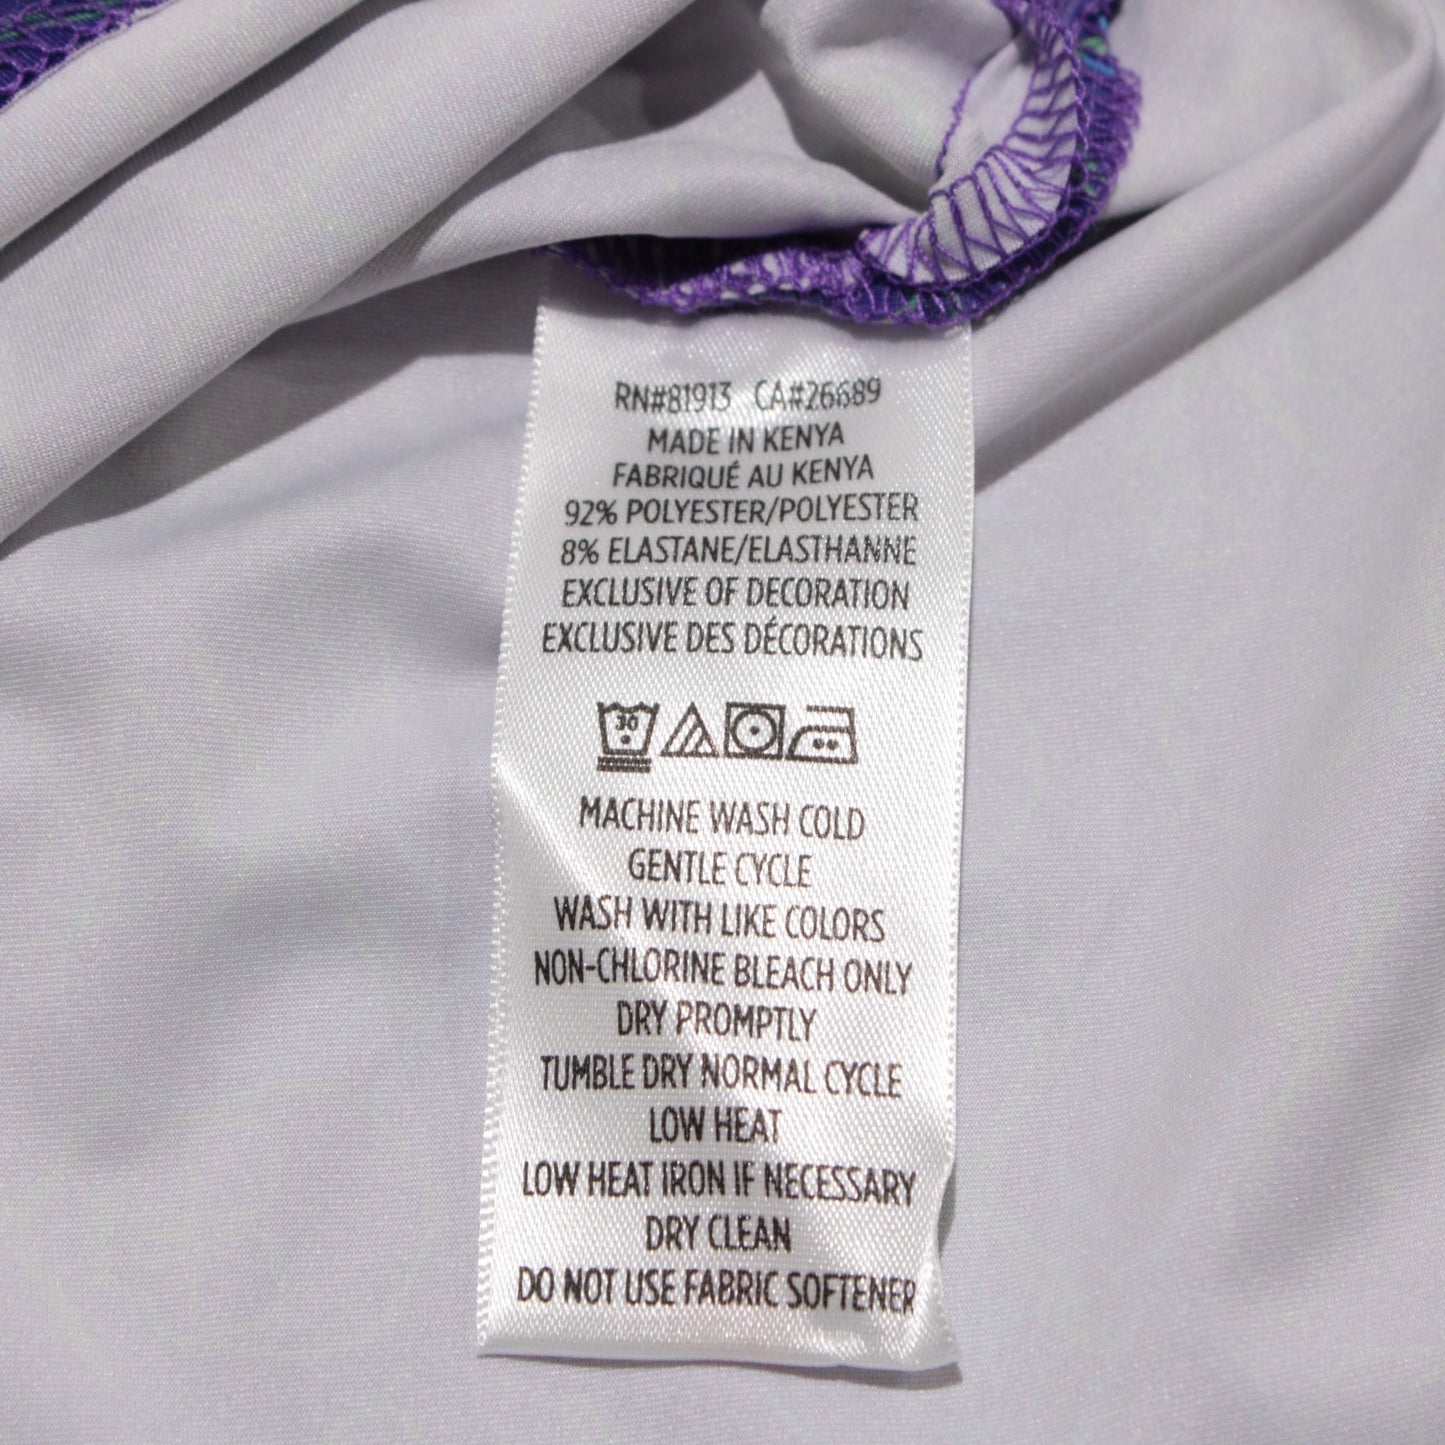 RN#81913 CA#26689
MADE IN KENYA
FABRIQUÉ AU KENYA
92% POLYESTER/POLYESTER
8% ELASTANE/ELASTHANNE
EXCLUSIVE OF DECORATION
EXCLUSIVE DES DÉCORATIONS
30
MACHINE WASH COLD
GENTLE CYCLE
WASH WITH LIKE COLORS
NON-CHLORINE BLEACH ONLY
DRY PROMPTLY
TUMBLE DRY NORMAL CYCLE
LOW HEAT
LOW HEAT IRON IF NECESSARY
DRY CLEAN
DO NOT USE FABRIC SOFTENER